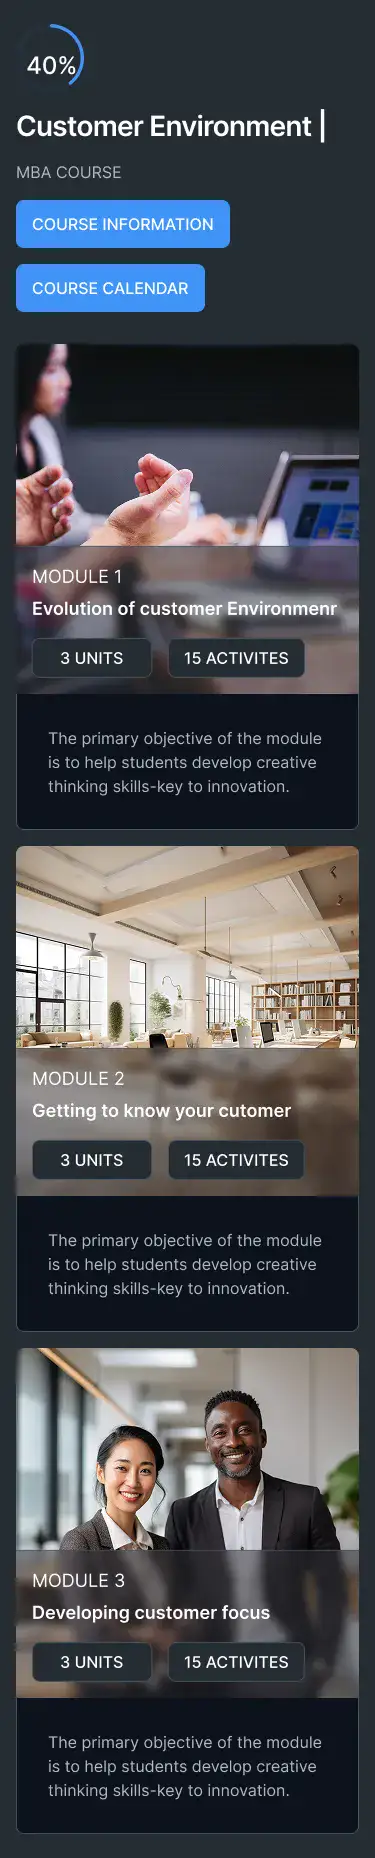 40%
Customer Environment |
MBA COURSE
COURSE INFORMATION
COURSE CALENDAR
MODULE 1
Evolution of customer Environmenr
3 UNITS
15 ACTIVITES
The primary objective of the module
is to help students develop creative
thinking skills-key to innovation.
MODULE 2
Getting to know your cutomer
3 UNITS
15 ACTIVITES
The primary objective of the module
is to help students develop creative
thinking skills-key to innovation.
MODULE 3
Developing customer focus
3 UNITS
15 ACTIVITES
The primary objective of the module
is to help students develop creative
thinking skills-key to innovation.